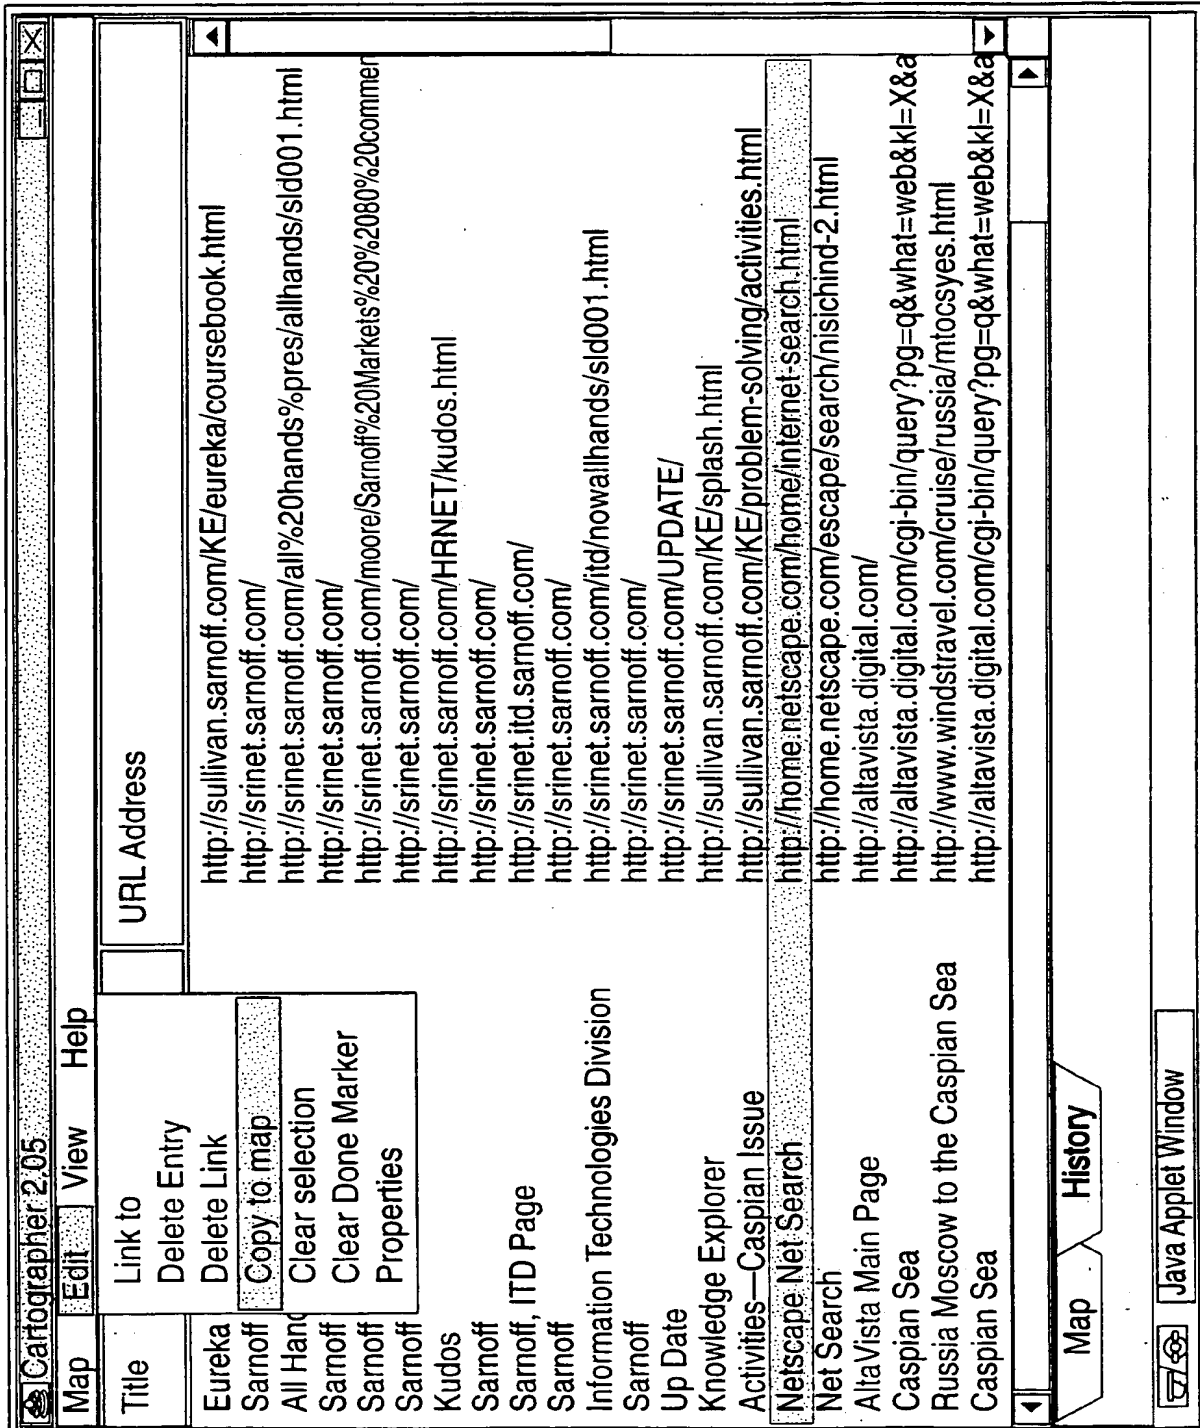 Cartographer 2.05
Map Edit View Help
Title URL Address
Link to
Delete Entry
Delete Link
Copy to map
Clear selection
Clear Done Marker
Properties
Eureka http://sullivan.sarnoff.com/KE/eureka/coursebook.html
Sarnoff http://srinet.sarnoff.com/
All Hand http://srinet.sarnoff.com/all%20hands%pres/allhands/sld001.html
Sarnoff http://srinet.sarnoff.com/
Sarnoff http://srinet.sarnoff.com/moore/Sarnoff%20Markets%20%2080%20commer
Sarnoff http://srinet.sarnoff.com/
Kudos http://srinet.sarnoff.com/HRNET/kudos.html
Sarnoff http://srinet.sarnoff.com/
Sarnoff, ITD Page http://srinet.itd.sarnoff.com/
Sarnoff http://srinet.sarnoff.com/
Information Technologies Division http://srinet.sarnoff.com/itd/nowallhands/sld001.html
Sarnoff http://srinet.sarnoff.com/
Up Date http://srinet.sarnoff.com/UPDATE/
Knowledge Explorer http://sullivan.sarnoff.com/KE/splash.html
Activities—Caspian Issue http://sullivan.sarnoff.com/KE/problem-solving/activities.html
Netscape Net Search http://home.netscape.com/home/internet-search.html
Net Search http://home.netscape.com/escape/search/nisichind-2.html
AltaVista Main Page http://altavista.digital.com/
Caspian Sea http://altavista.digital.com/cgi-bin/query?pg=q&what=web&kl=X&a
Russia Moscow to the Caspian Sea http://www.windstravel.com/cruise/russia/mtocsyes.html
Caspian Sea http://altavista.digital.com/cgi-bin/query?pg=q&what=web&kl=X&a
Map History
Java Applet Window